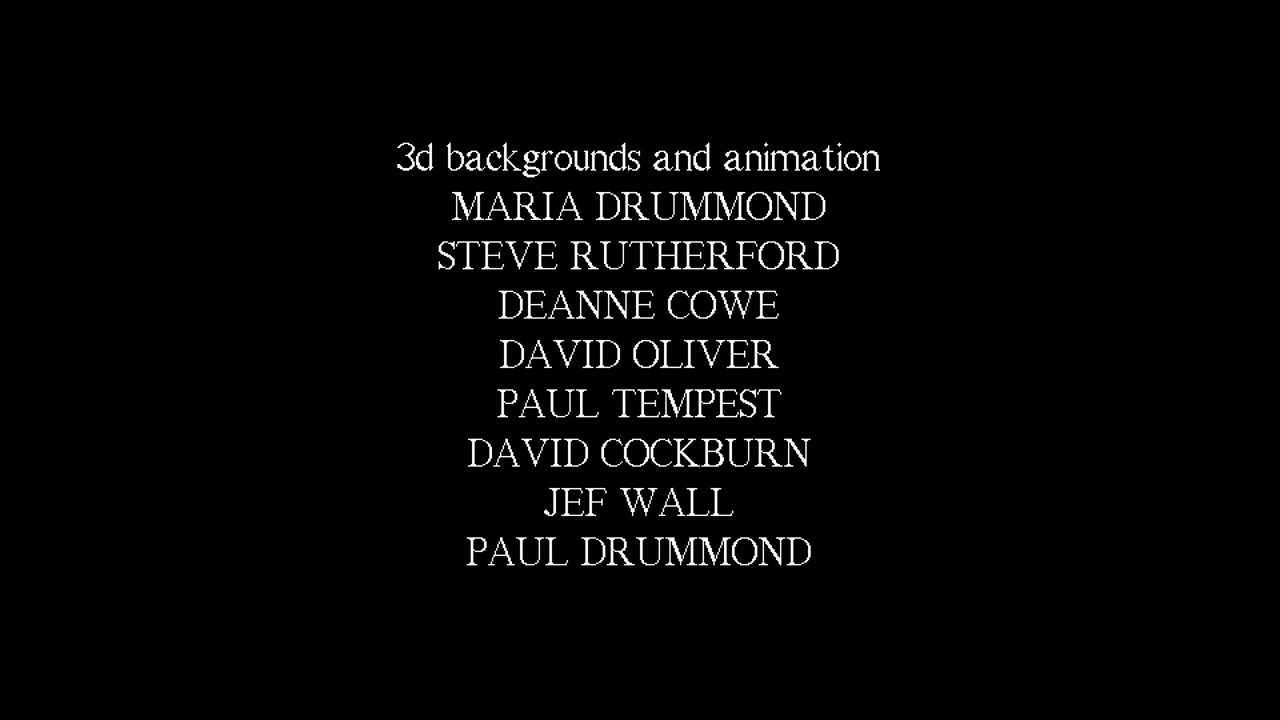 3d backgrounds and animation
MARIA DRUMMOND
STEVE RUTHERFORD
DEANNE COWE
DAVID OLIVER
PAUL TEMPEST
DAVID COCKBURN
JEF WALL
PAUL DRUMMOND